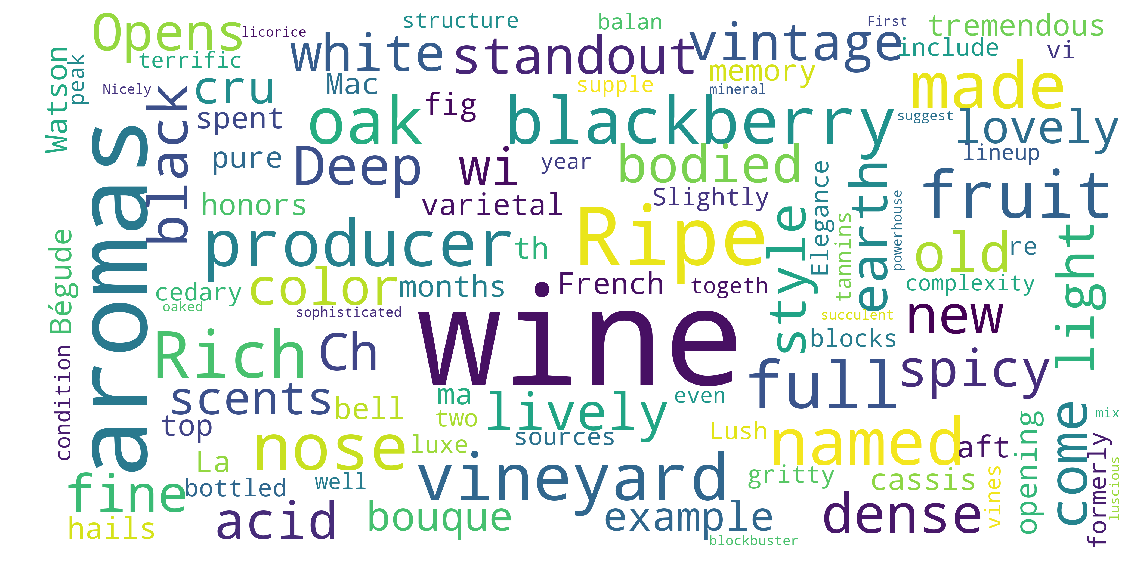 Opens
licorice
structure
balan
First
tremendous
white
standout
vintage
include
vi
terrific
Watson
peak
Nicely
Mac
cru
fig
memory
supple
mineral
made
black
spent
oak
blackberry
suggest
lovely
pure
Deep
wi
year
bodied
lineup
aromas
honors
varietal
Slightly
Elegance
earth
fruit
producer
th
Ripe
style
tannins
powerhouse
old
re
Bégude
cedary
color
months
French
togeth
complexity
light
oaked
sophisticated
wine
succulent
blocks
new
Rich
Ch
full
spicy
condition
scents
bell
ma
two
lively
even
top
luxe
sources
Lush
named
aft
opening
come
mix
nose
La
fine
bottled
well
vineyard
gritty
cassis
vines
formerly
luscious
hails
acid
bouque
example
dense
blockbuster